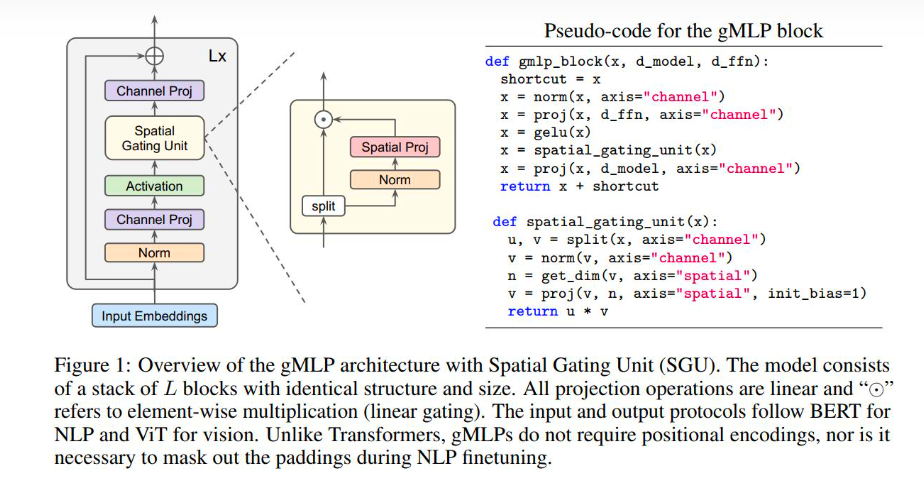 Lx
Channel Proj
Spatial
Gating Unit
Activation
Channel Proj
Norm
Input Embeddings
Spatial Proj
Norm
split
Pseudo-code for the gMLP block
def gmlp_block(x, d_model, d_ffn):
  shortcut = x
  x = norm(x, axis="channel")
  x = proj(x, d_ffn, axis="channel")
  x = gelu(x)
  x = spatial_gating_unit(x)
  x = proj(x, d_model, axis="channel")
  return x + shortcut
def spatial_gating_unit(x):
  u, v = split(x, axis="channel")
  v = norm(v, axis="channel")
  n = get_dim(v, axis="spatial")
  v = proj(v, n, axis="spatial", init_bias=1)
  return u * v
Figure 1: Overview of the gMLP architecture with Spatial Gating Unit (SGU). The model consists
of a stack of L blocks with identical structure and size. All projection operations are linear and “⊙”
refers to element-wise multiplication (linear gating). The input and output protocols follow BERT for
NLP and ViT for vision. Unlike Transformers, gMLPs do not require positional encodings, nor is it
necessary to mask out the paddings during NLP finetuning.